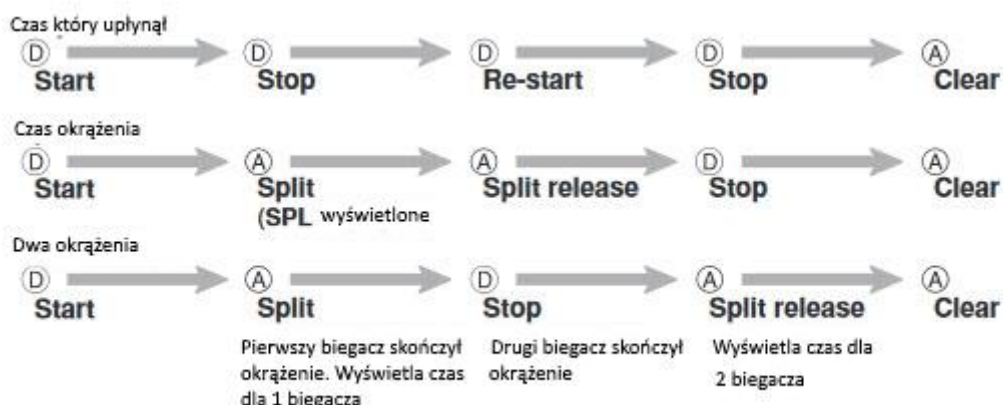 Czas który upłynął
D D D D A
Start Stop Re-start Stop Clear
Czas okrążenia
D A A D A
Start Split Split release Stop Clear
(SPL wyświetlone
Dwa okrążenia
D A D A A
Start Split Stop Split release Clear
Pierwszy biegacz skończył
okrążenie. Wyświetla czas
dla 1 biegacza
Drugi biegacz skończył
okrążenie
Wyświetla czas dla
2 biegacza